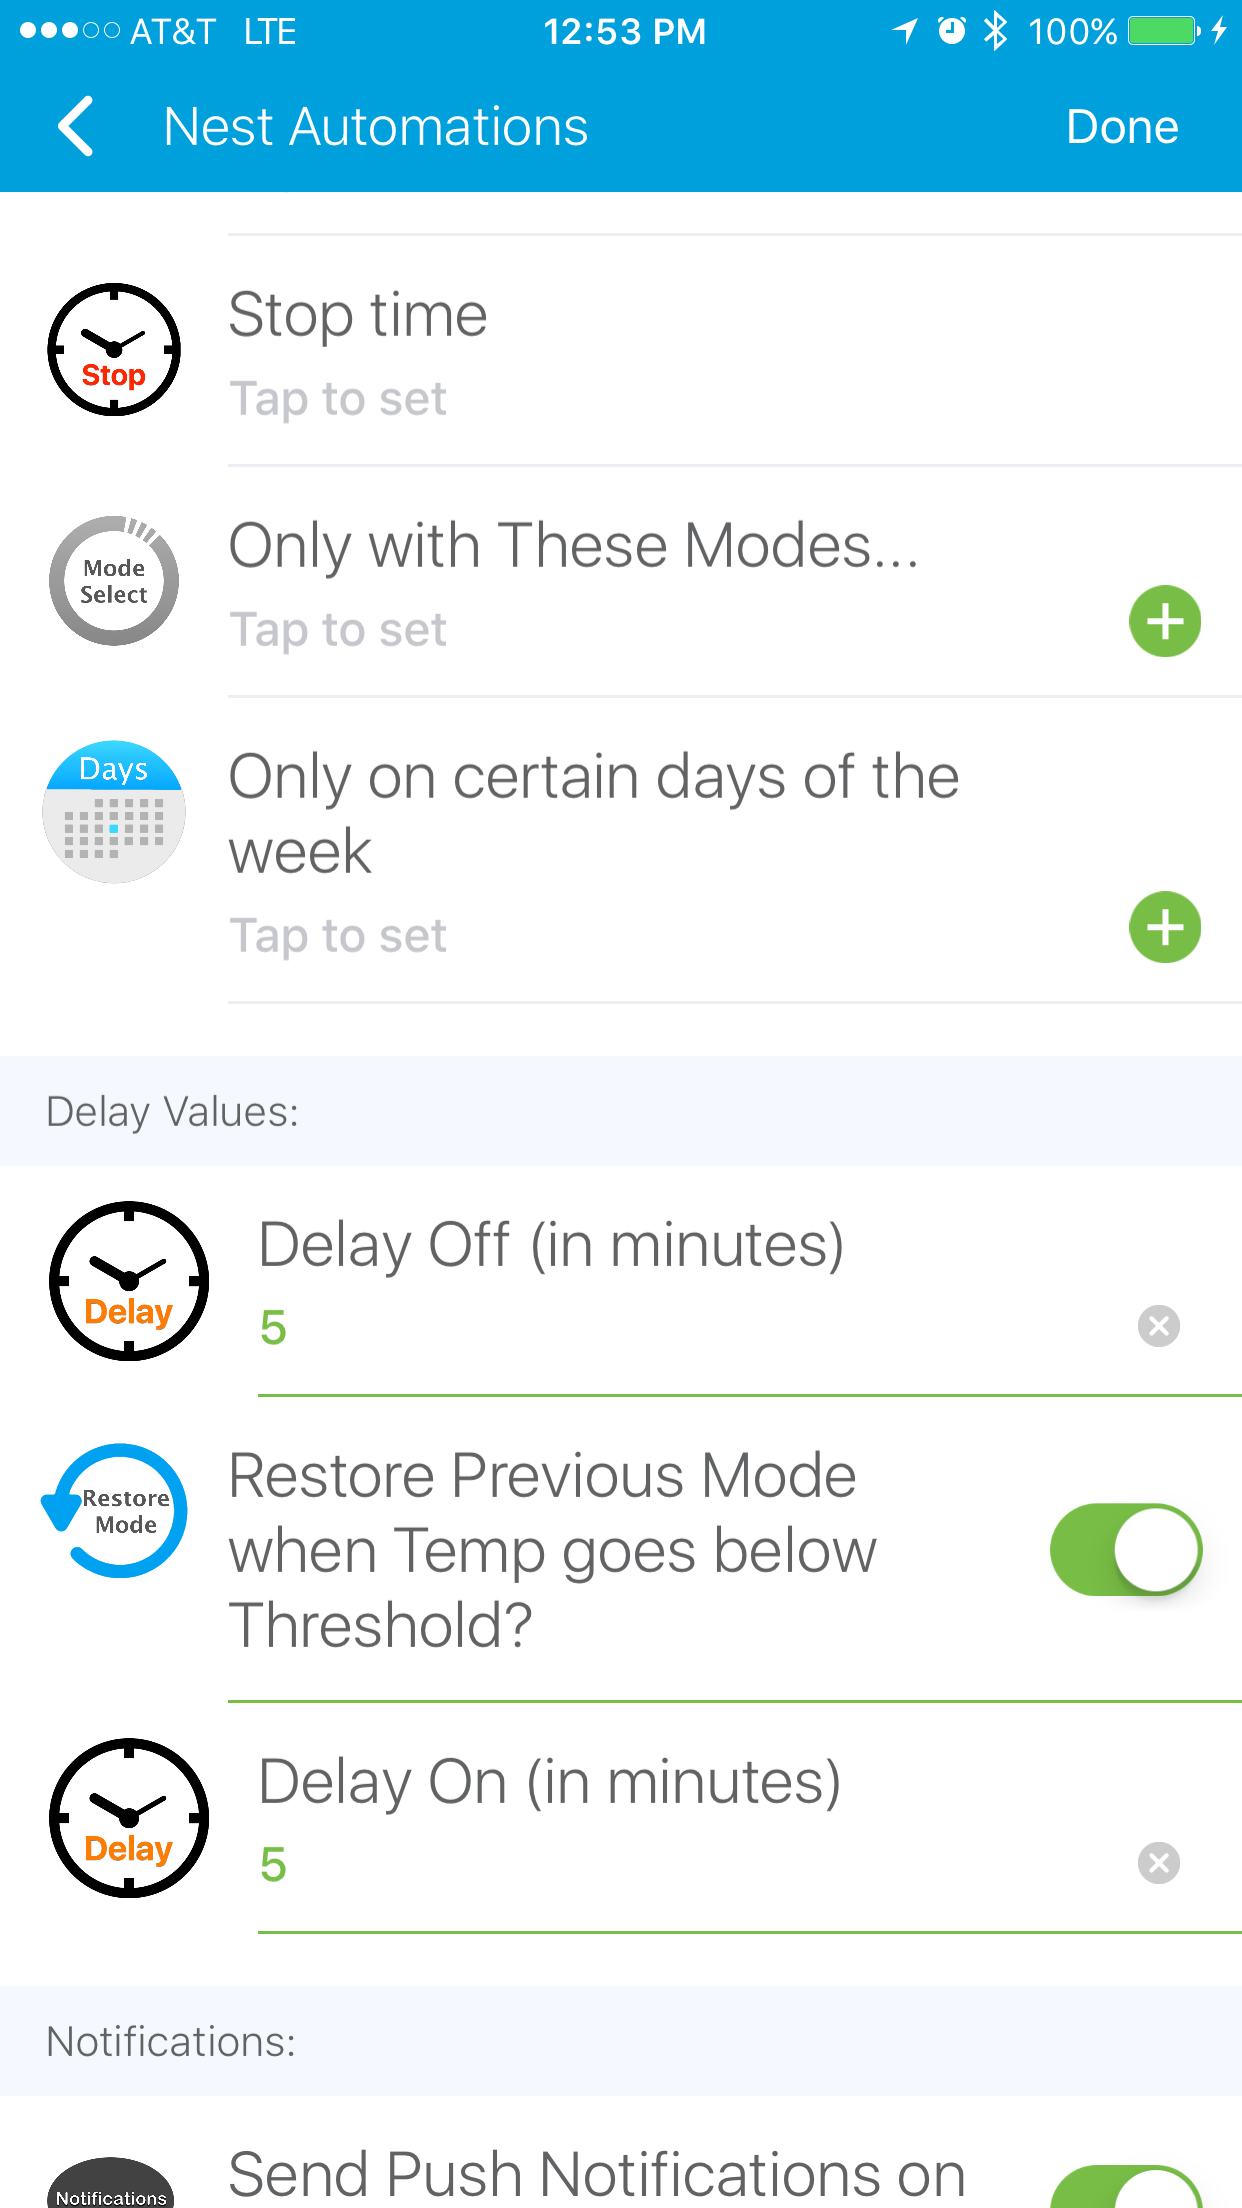 AT&T LTE 12:53 PM 100%
Nest Automations Done
Stop
Stop time
Tap to set
Mode
Select
Only with These Modes...
Tap to set
Days
Only on certain days of the
week
Tap to set
Delay Values:
Delay
Delay Off (in minutes)
5
Restore
Mode
Restore Previous Mode
when Temp goes below
Threshold?
Delay
Delay On (in minutes)
5
Notifications:
Notifications
Send Push Notifications on